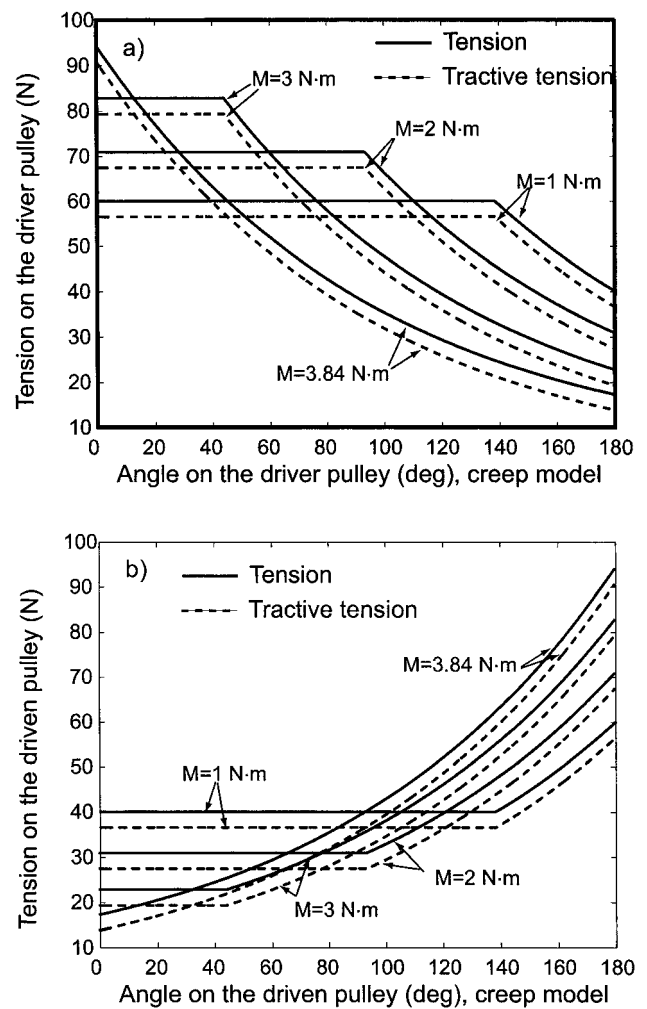 100
90
80
70
60
50
40
30
20
10
Tension on the driver pulley (N)
a)
Tension
Tractive tension
M=3 N·m
M=2 N·m
M=1 N·m
M=3.84 N·m
0 20 40 60 80 100 120 140 160 180
Angle on the driver pulley (deg), creep model
100
90
80
70
60
50
40
30
20
10
Tension on the driven pulley (N)
b)
Tension
Tractive tension
M=3.84 N·m
M=1 N·m
M=2 N·m
M=3 N·m
0 20 40 60 80 100 120 140 160 180
Angle on the driven pulley (deg), creep model